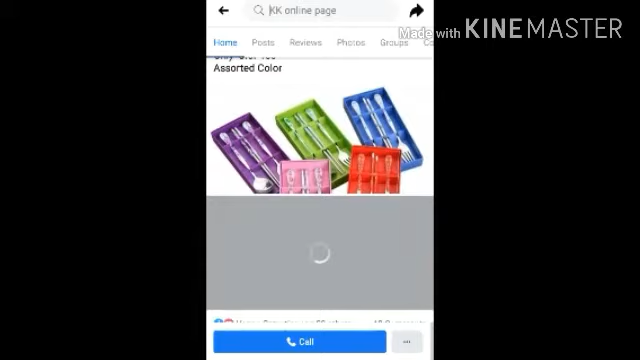 KK online page
Made with KINEMASTER
Home Posts Reviews Photos Groups
Assorted Color
Call